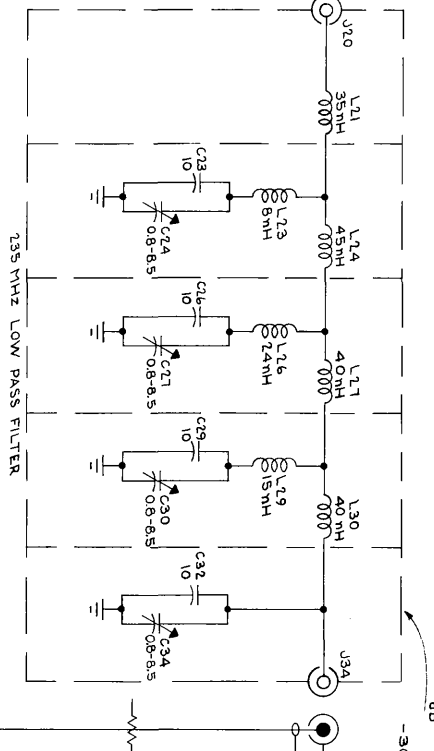 J20
L21
35nH
C23
10
C24
0.8-8.5
L23
8nH
L24
45nH
C26
10
C27
0.8-8.5
L26
24nH
L27
40nH
C29
10
C30
0.8-8.5
L29
15nH
L30
40nH
C32
10
C34
0.8-8.5
J34
235 MHz LOW PASS FILTER